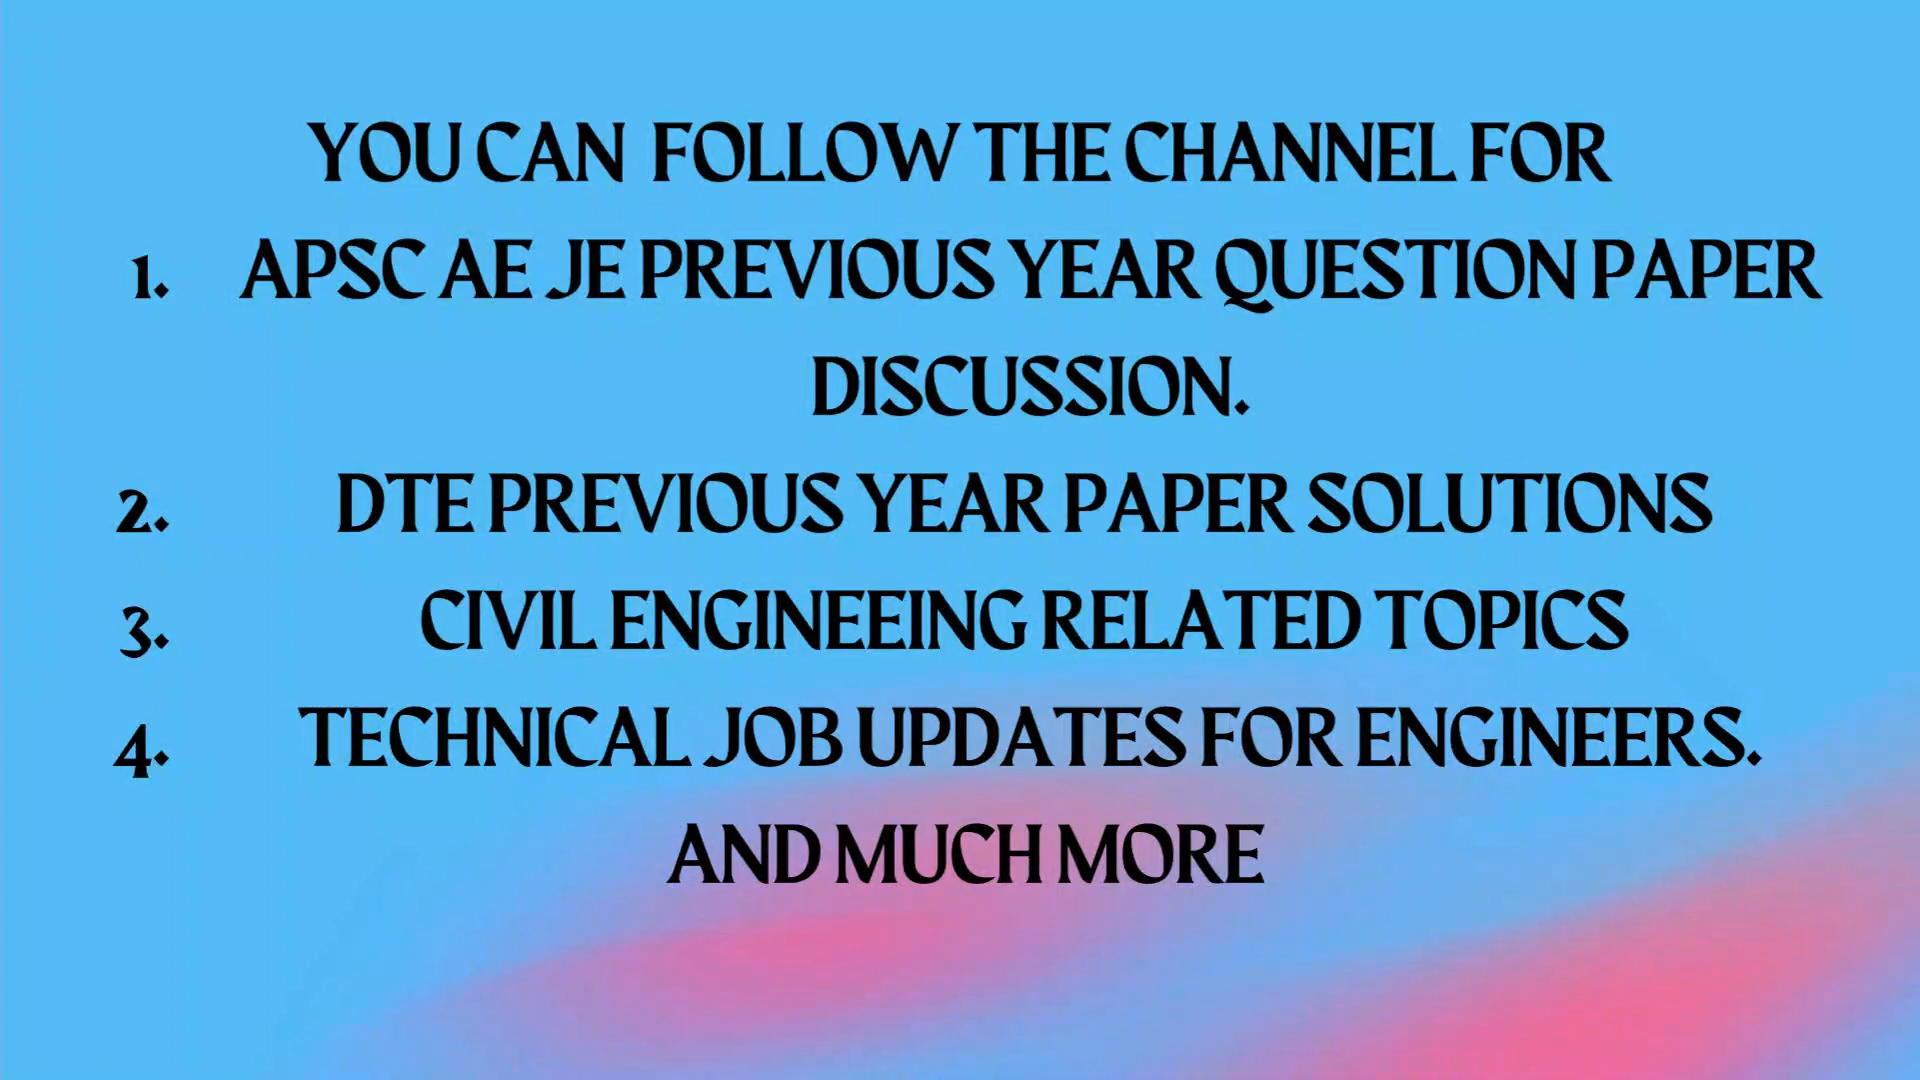 YOU CAN FOLLOW THE CHANNEL FOR
1. APSC AE JE PREVIOUS YEAR QUESTION PAPER
DISCUSSION.
2. DTE PREVIOUS YEAR PAPER SOLUTIONS
3. CIVIL ENGINEEING RELATED TOPICS
4. TECHNICAL JOB UPDATES FOR ENGINEERS.
AND MUCH MORE